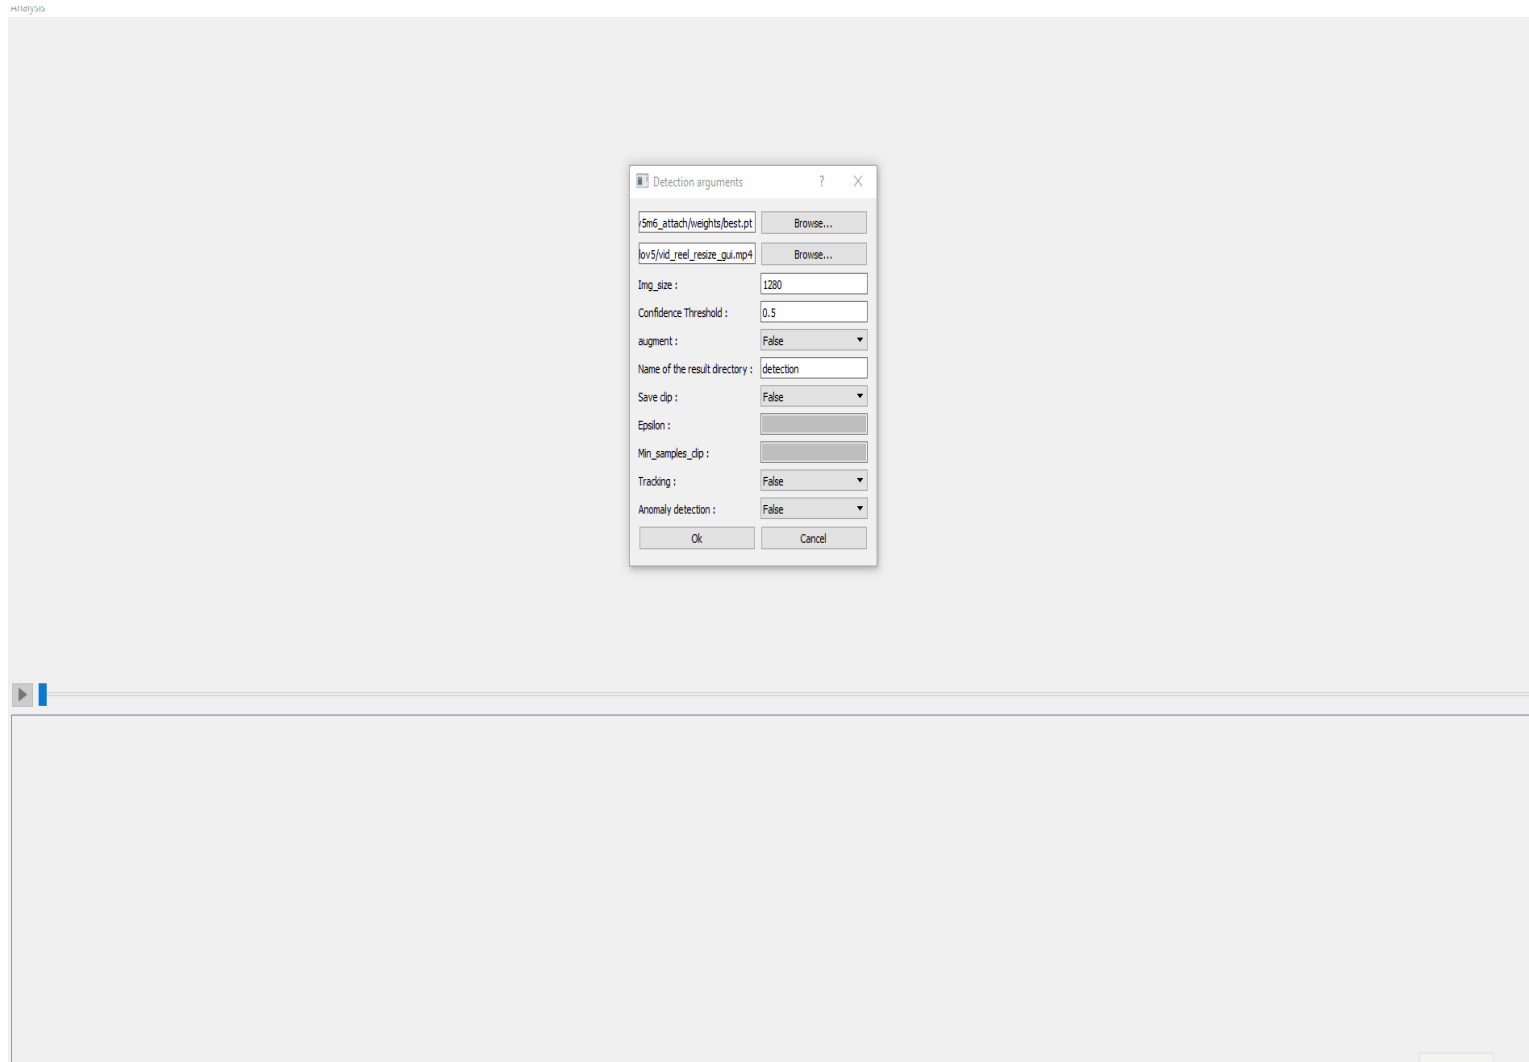 Analysis
Detection arguments ? X
/5m6_attach/weights/best.pt Browse...
lov5/vid_reel_resize_gui.mp4 Browse...
Img_size : 1280
Confidence Threshold : 0.5
augment : False
Name of the result directory : detection
Save clip : False
Epsilon :
Min_samples_clip :
Tracking : False
Anomaly detection : False
Ok Cancel